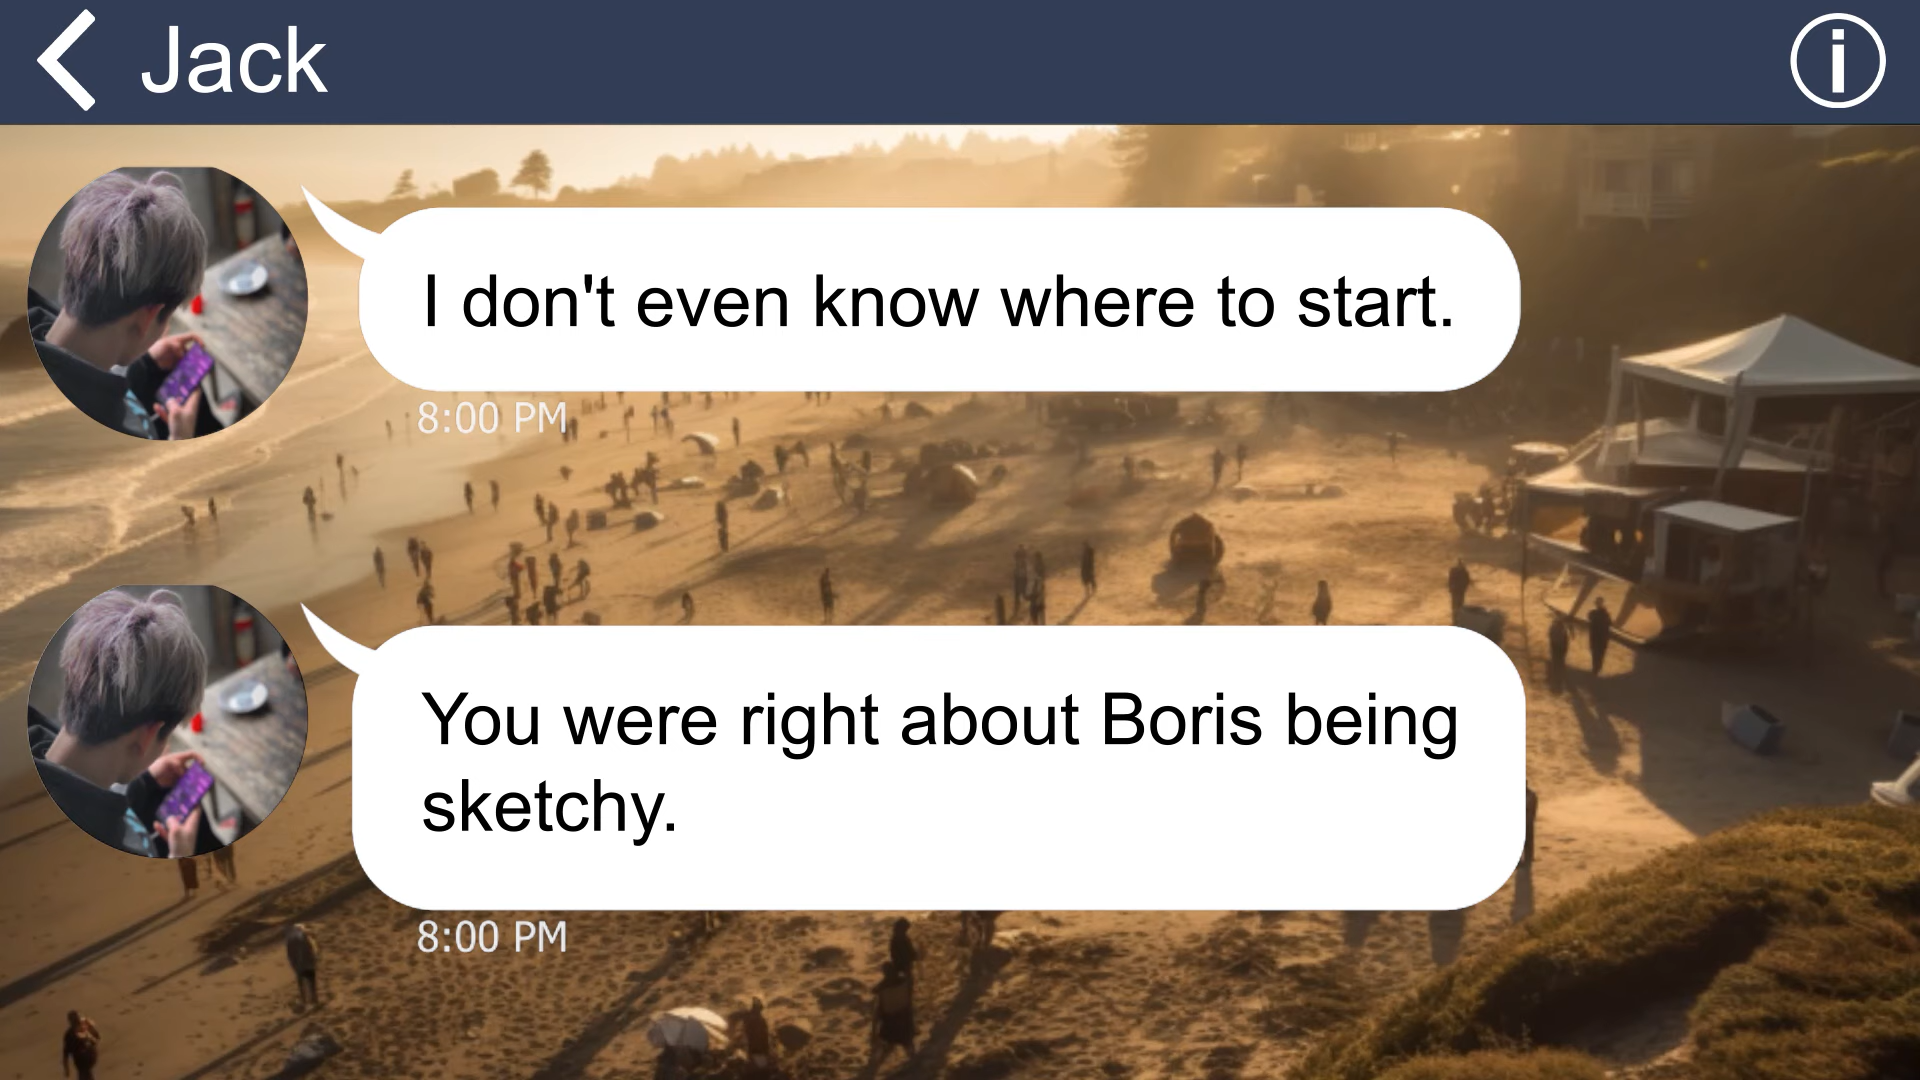 Jack
I don't even know where to start.
8:00 PM
You were right about Boris being
sketchy.
8:00 PM